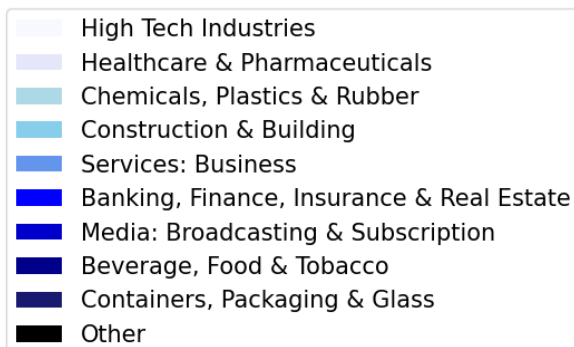 High Tech Industries
Healthcare & Pharmaceuticals
Chemicals, Plastics & Rubber
Construction & Building
Services: Business
Banking, Finance, Insurance & Real Estate
Media: Broadcasting & Subscription
Beverage, Food & Tobacco
Containers, Packaging & Glass
Other